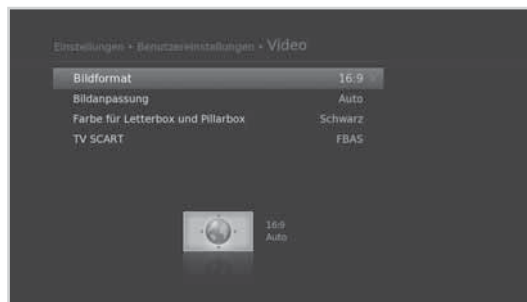 Einstellungen • Benutzereinstellungen • Video
Bildformat 16:9
Bildanpassung Auto
Farbe für Letterbox und Pillarbox Schwarz
TV SCART FBAS
16:9
Auto